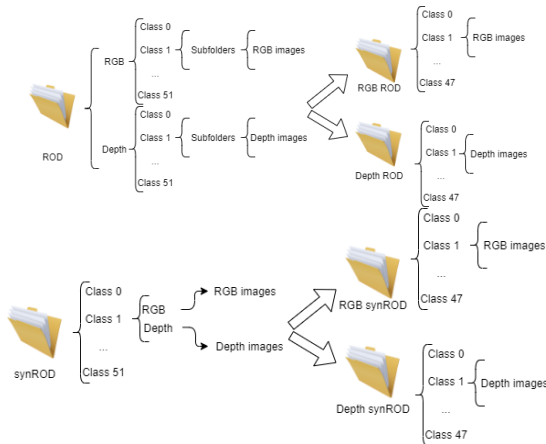 ROD
RGB
Class 0
Class 1
Subfolders
RGB images
...
Class 51
Depth
Class 0
Class 1
Subfolders
Depth images
...
Class 51
RGB ROD
Class 0
Class 1
RGB images
...
Class 47
Depth ROD
Class 0
Class 1
Depth images
...
Class 47
synROD
Class 0
Class 1
RGB
Depth
RGB images
Depth images
...
Class 51
RGB synROD
Class 0
Class 1
RGB images
...
Class 47
Depth synROD
Class 0
Class 1
Depth images
...
Class 47